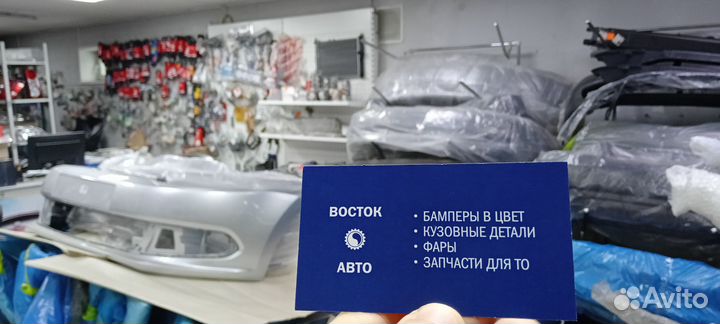 ВОСТОК
АВТО
• БАМПЕРЫ В ЦВЕТ
• КУЗОВНЫЕ ДЕТАЛИ
• ФАРЫ
• ЗАПЧАСТИ ДЛЯ ТО
Avito